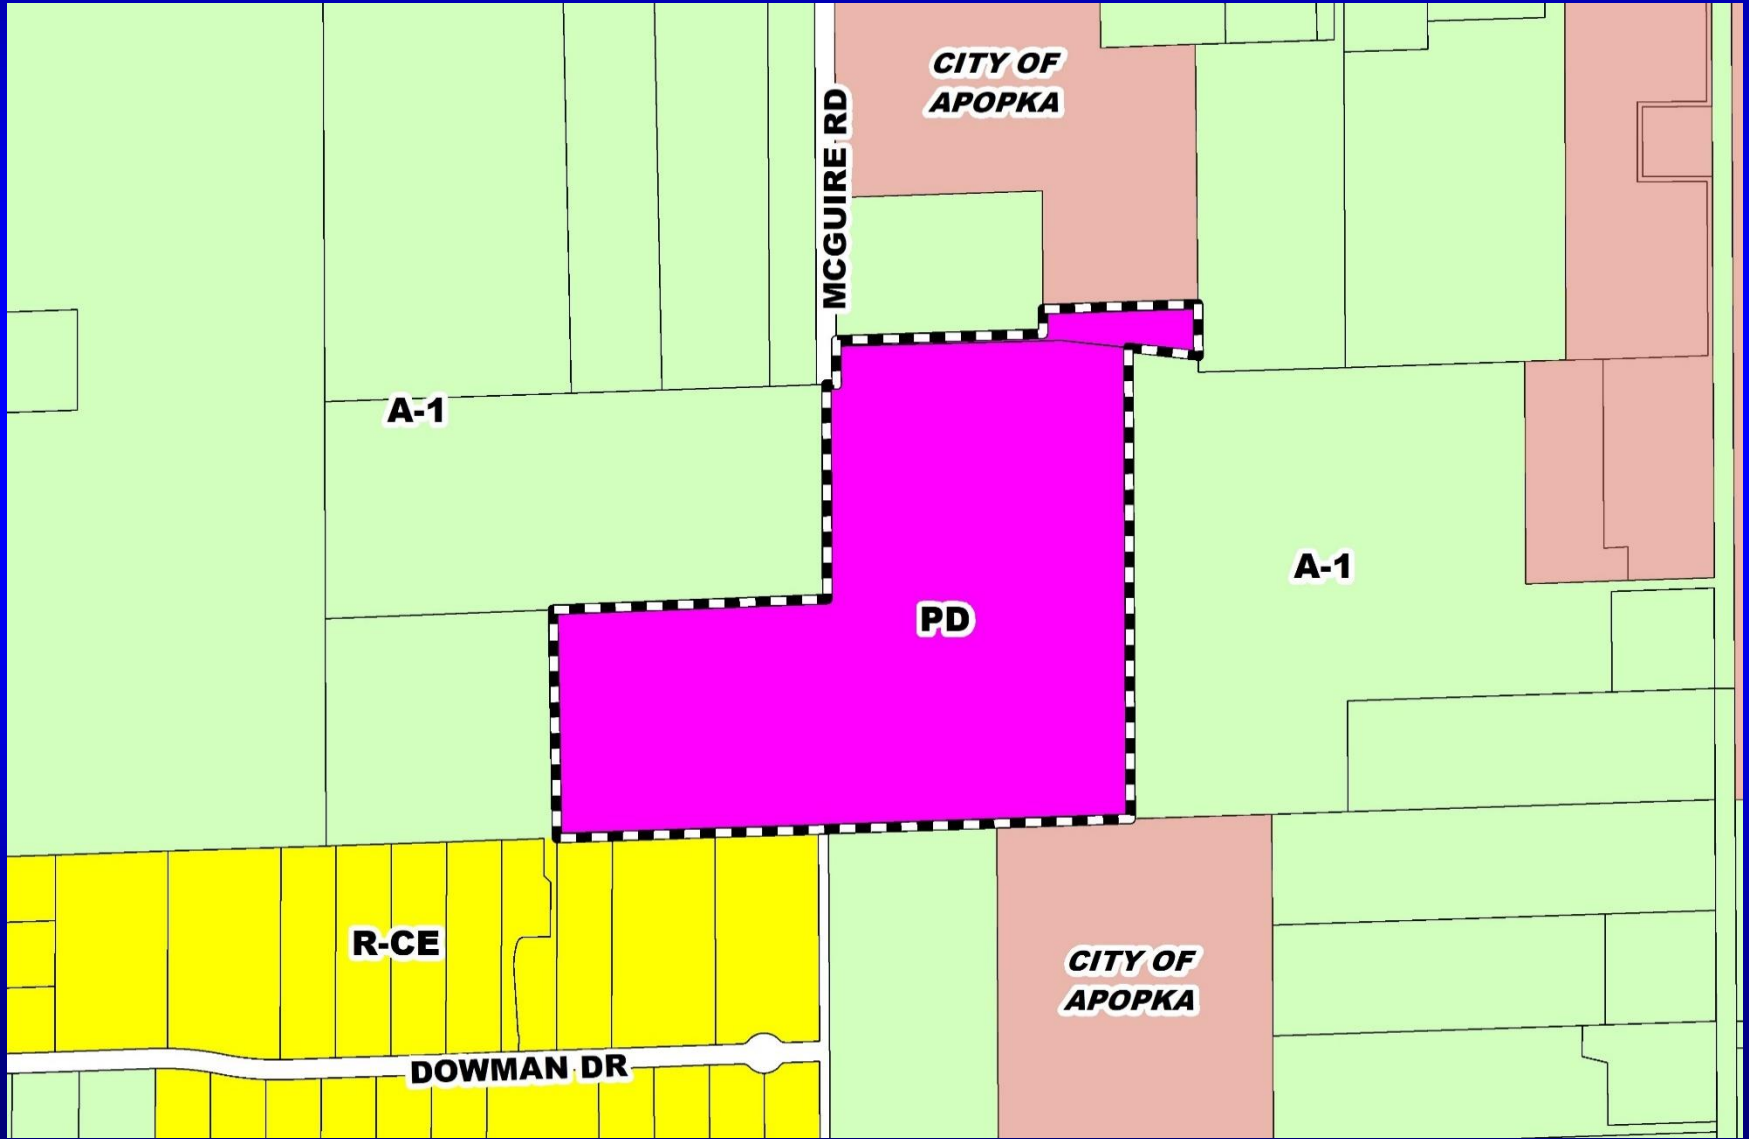 CITY OF
APOPKA
MCGUIRE RD
A-1
A-1
PD
R-CE
CITY OF
APOPKA
DOWMAN DR